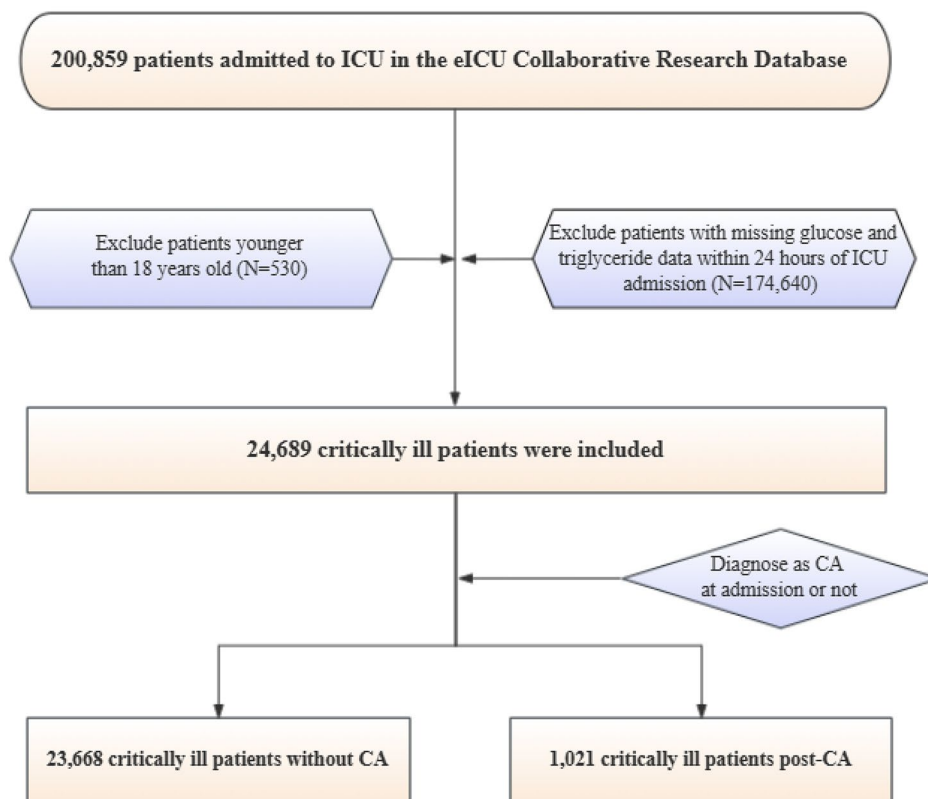 200,859 patients admitted to ICU in the eICU Collaborative Research Database
Exclude patients younger
than 18 years old (N=530)
Exclude patients with missing glucose and
triglyceride data within 24 hours of ICU
admission (N=174,640)
24,689 critically ill patients were included
Diagnose as CA
at admission or not
23,668 critically ill patients without CA
1,021 critically ill patients post-CA